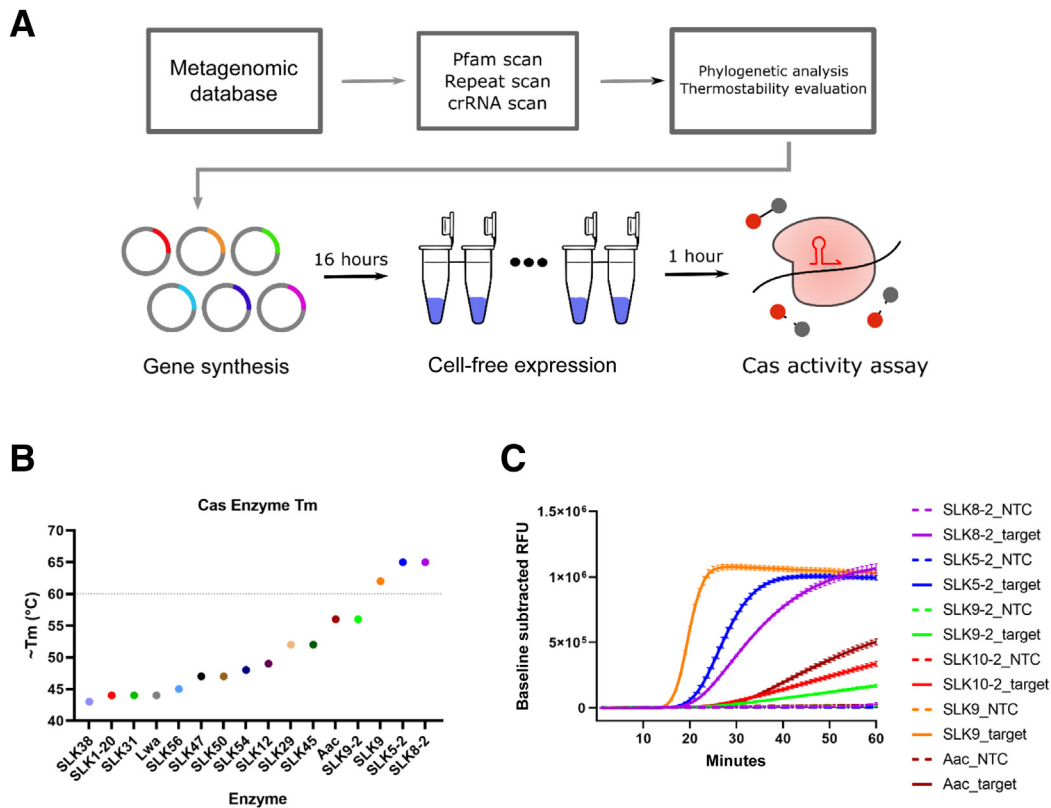 A
Metagenomic
database
Pfam scan
Repeat scan
crRNA scan
Phylogenetic analysis
Thermostability evaluation
16 hours
1 hour
Gene synthesis
Cell-free expression
Cas activity assay
B
Cas Enzyme Tm
~Tm (°C)
70
65
60
55
50
45
40
SLK38
SLK1-20
SLK31
Lwa
SLK56
SLK47
SLK50
SLK54
SLK12
SLK29
SLK45
Aac
SLK9-2
SLK9
SLK5-2
SLK8-2
Enzyme
C
Baseline subtracted RFU
1.5×10⁶
1×10⁶
5×10⁵
0
10
20
30
40
50
60
Minutes
SLK8-2_NTC
SLK8-2_target
SLK5-2_NTC
SLK5-2_target
SLK9-2_NTC
SLK9-2_target
SLK10-2_NTC
SLK10-2_target
SLK9_NTC
SLK9_target
Aac_NTC
Aac_target